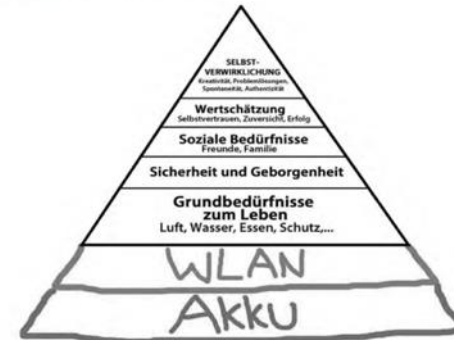 SELBST-
VERWIRKLICHUNG
Kreativität, Problemlösungen,
Spontaneität, Authentizität
Wertschätzung
Selbstvertrauen, Zuversicht, Erfolg
Soziale Bedürfnisse
Freunde, Familie
Sicherheit und Geborgenheit
Grundbedürfnisse
zum Leben
Luft, Wasser, Essen, Schutz,...
WLAN
AKKU